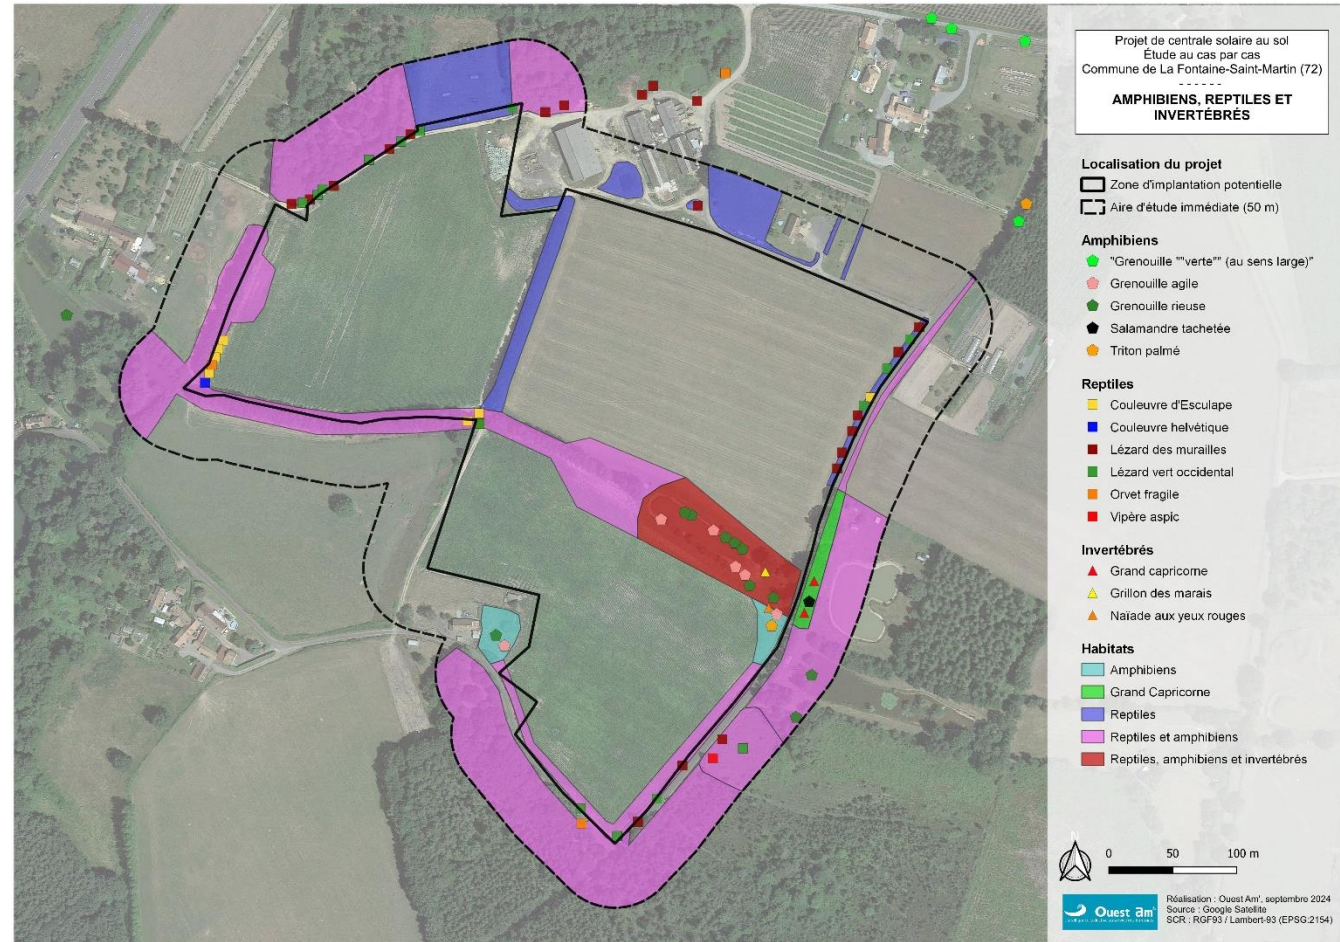 Projet de centrale solaire au sol
Étude au cas par cas
Commune de La Fontaine-Saint-Martin (72)
------
AMPHIBIENS, REPTILES ET
INVERTÉBRÉS
Localisation du projet
Zone d'implantation potentielle
Aire d'étude immédiate (50 m)
Amphibiens
"Grenouille ""verte"" (au sens large)"
Grenouille agile
Grenouille rieuse
Salamandre tachetée
Triton palmé
Reptiles
Couleuvre d'Esculape
Couleuvre helvétique
Lézard des murailles
Lézard vert occidental
Orvet fragile
Vipère aspic
Invertébrés
Grand capricorne
Grillon des marais
Naïade aux yeux rouges
Habitats
Amphibiens
Grand Capricorne
Reptiles
Reptiles et amphibiens
Reptiles, amphibiens et invertébrés
N
0 50 100 m
Ouest am'
Réalisation : Ouest Am', septembre 2024
Source : Google Satellite
SCR : RGF93 / Lambert-93 (EPSG:2154)